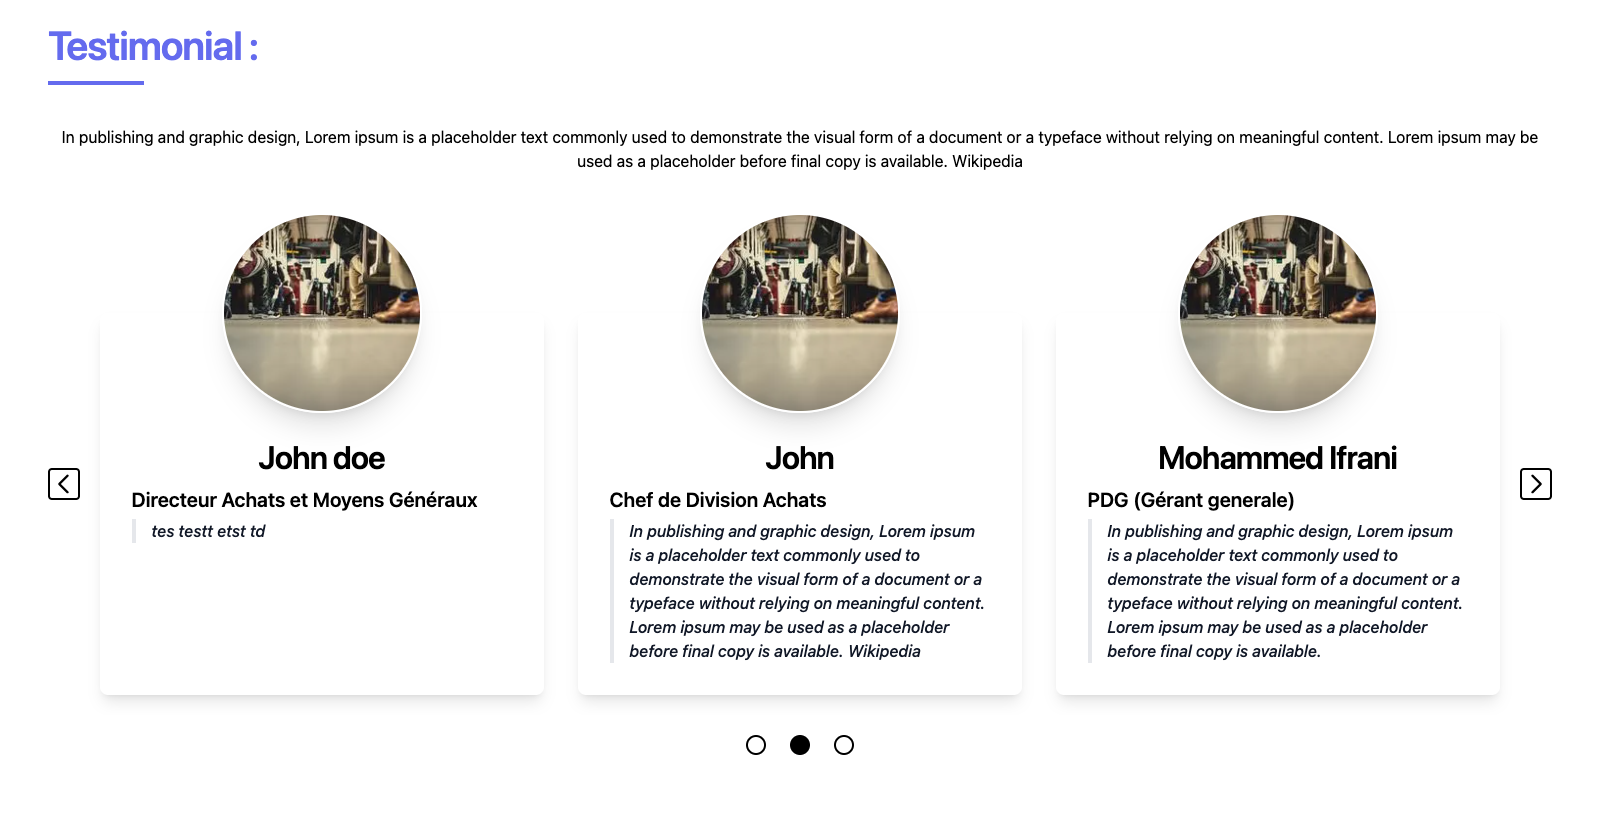 Testimonial :
In publishing and graphic design, Lorem ipsum is a placeholder text commonly used to demonstrate the visual form of a document or a typeface without relying on meaningful content. Lorem ipsum may be
used as a placeholder before final copy is available. Wikipedia
John doe
Directeur Achats et Moyens Généraux
tes testt etst td
John
Chef de Division Achats
In publishing and graphic design, Lorem ipsum
is a placeholder text commonly used to
demonstrate the visual form of a document or a
typeface without relying on meaningful content.
Lorem ipsum may be used as a placeholder
before final copy is available. Wikipedia
Mohammed Ifrani
PDG (Gérant generale)
In publishing and graphic design, Lorem ipsum
is a placeholder text commonly used to
demonstrate the visual form of a document or a
typeface without relying on meaningful content.
Lorem ipsum may be used as a placeholder
before final copy is available.